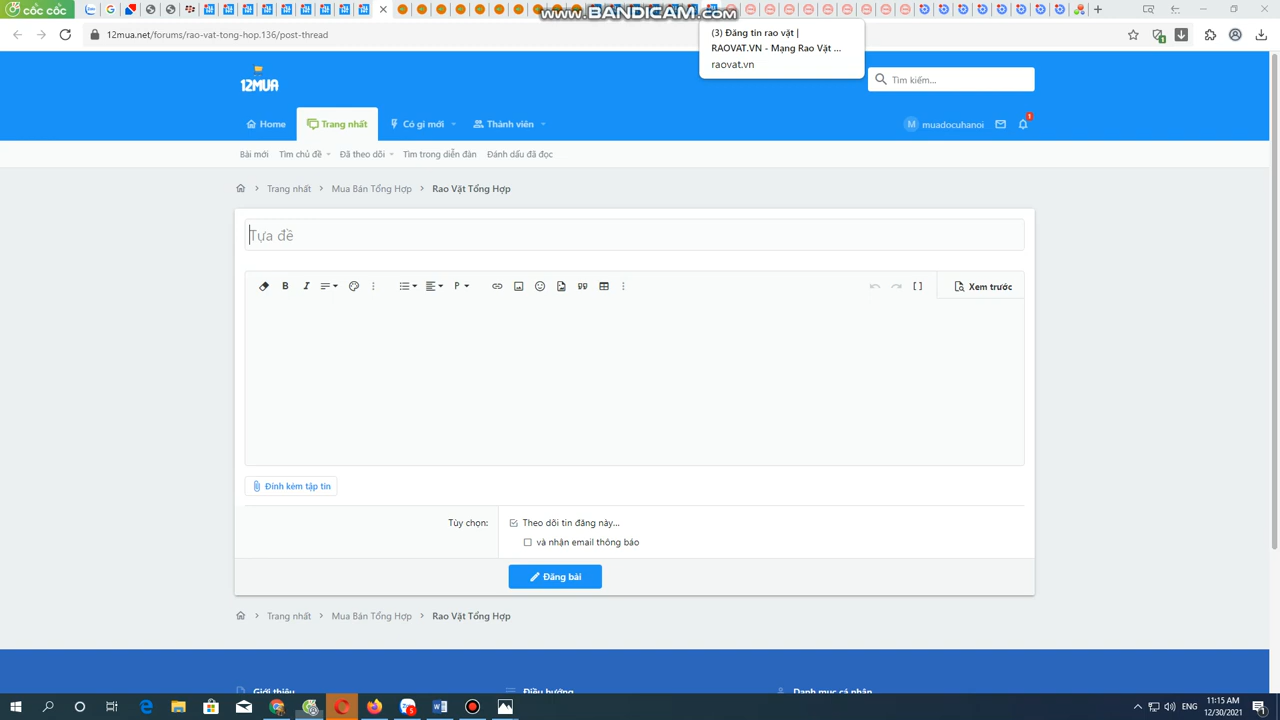 CỐC CỐC
www.BANDICAM.com
12mua.net/forums/rao-vat-tong-hop.136/post-thread
(3) Đăng tin rao vặt |
RAOVAT.VN - Mạng Rao Vặt ...
raovat.vn
12MUA
Tìm kiếm...
Home
Trang nhất
Có gì mới
Thành viên
M
muadocuhanoi
1
Bài mới
Tìm chủ đề
Đã theo dõi
Tìm trong diễn đàn
Đánh dấu đã đọc
Trang nhất
Mua Bán Tổng Hợp
Rao Vặt Tổng Hợp
Tựa đề
Xem trước
Đính kèm tập tin
Tùy chọn:
Theo dõi tin đăng này...
và nhận email thông báo
Đăng bài
Trang nhất
Mua Bán Tổng Hợp
Rao Vặt Tổng Hợp
Giới thiệu
Điều hướng
Danh mục cá nhân
ENG
11:15 AM
12/30/2021